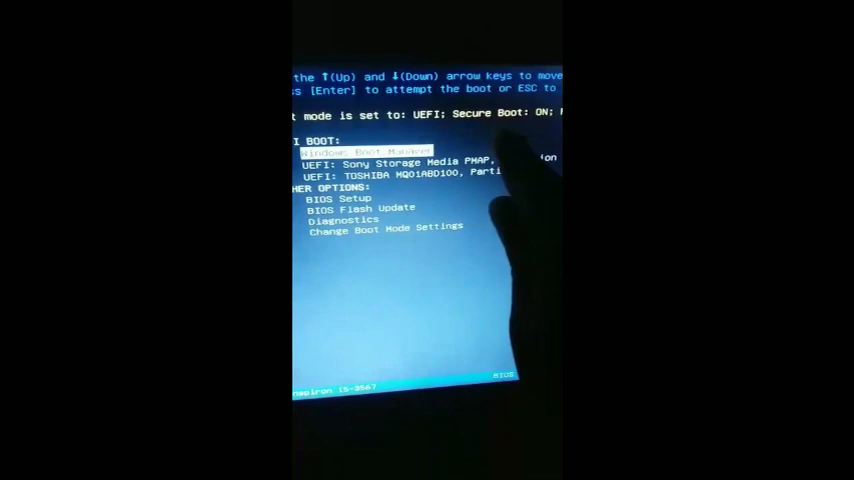 the ↑(Up) and ↓(Down) arrow keys to move
[Enter] to attempt the boot or ESC to
mode is set to: UEFI; Secure Boot: ON;
I BOOT:
Windows Boot Manager
UEFI: Sony Storage Media PMAP,
UEFI: TOSHIBA MQ01ABD100, Parti
HER OPTIONS:
BIOS Setup
BIOS Flash Update
Diagnostics
Change Boot Mode Settings
nspiron 15-3567
BIOS